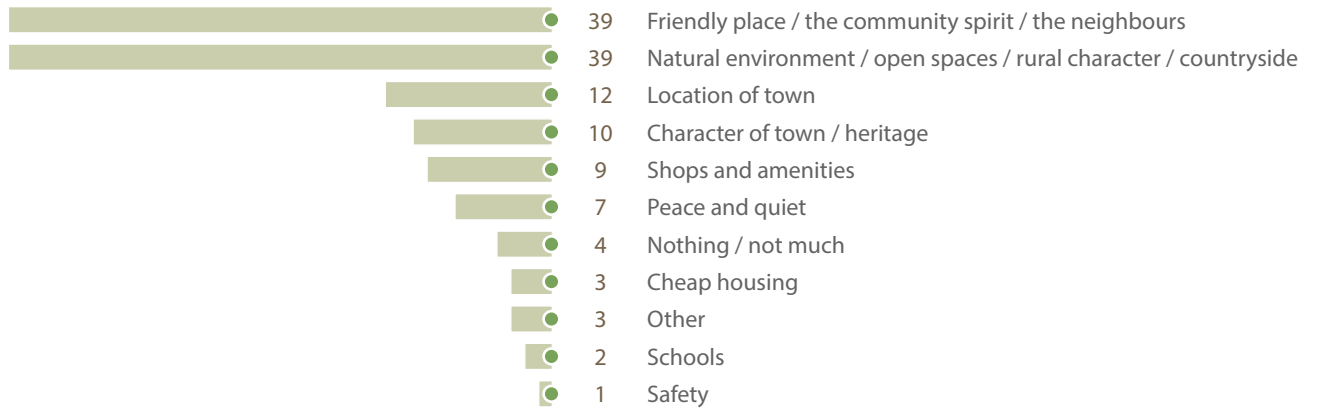 39 Friendly place / the community spirit / the neighbours
39 Natural environment / open spaces / rural character / countryside
12 Location of town
10 Character of town / heritage
9 Shops and amenities
7 Peace and quiet
4 Nothing / not much
3 Cheap housing
3 Other
2 Schools
1 Safety